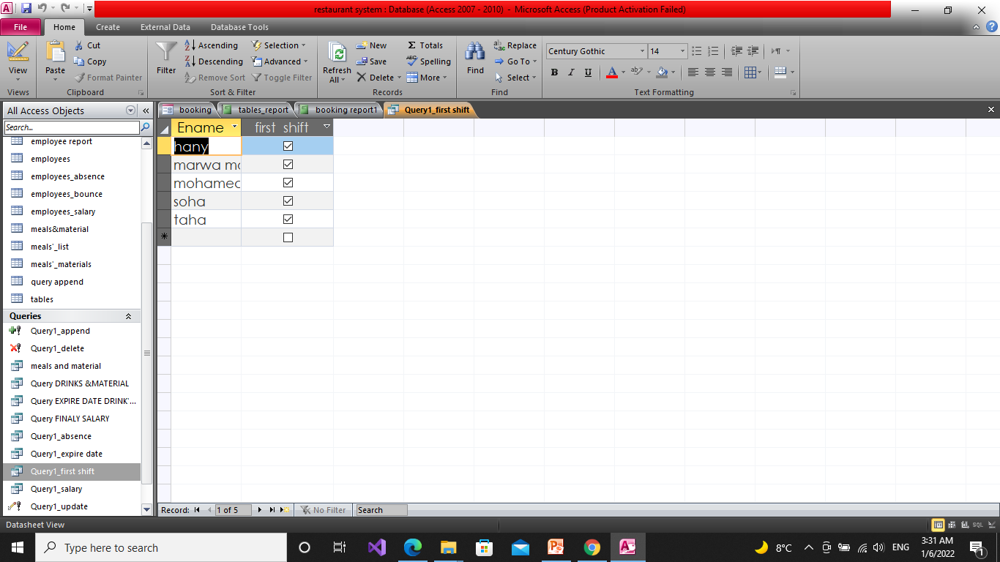 restaurant system : Database (Access 2007 - 2010) - Microsoft Access (Product Activation Failed)
File Home Create External Data Database Tools
View
Views
Paste
Cut
Copy
Format Painter
Clipboard
Filter
Ascending
Descending
Remove Sort
Selection
Advanced
Toggle Filter
Sort & Filter
Refresh
All
New
Save
Delete
Totals
Spelling
More
Records
Find
Replace
Go To
Select
Find
Century Gothic 14
B I U
Text Formatting
All Access Objects
Search...
employee report
employees
employees_absence
employees_bounce
employees_salary
meals&material
meals'_list
meals'_materials
query append
tables
Queries
Query1_append
Query1_delete
meals and material
Query DRINKS &MATERIAL
Query EXPIRE DATE DRINK'...
Query FINALY SALARY
Query1_absence
Query1_expire date
Query1_first shift
Query1_salary
Query1_update
booking tables_report booking report1 Query1_first shift
Ename first shift
hany
marwa mo
mohamed
soha
taha
Record: 1 of 5 No Filter Search
Datasheet View
SQL
Type here to search
8°C ENG
3:31 AM
1/6/2022
1